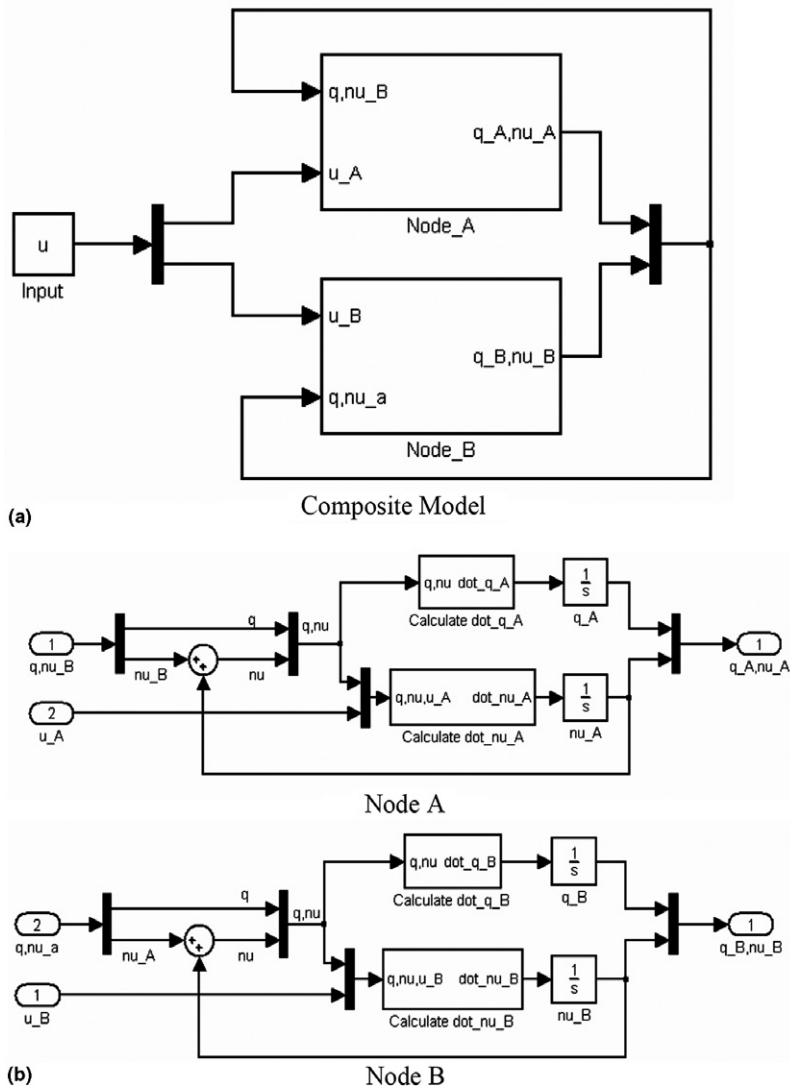 q,nu_B
q_A,nu_A
u_A
Node_A
u
Input
u_B
q_B,nu_B
q,nu_a
Node_B
(a)
Composite Model
1
q,nu_B
2
u_A
q
nu_B
+
+
nu
q,nu
q,nu dot_q_A
Calculate dot_q_A
1
s
q_A
q,nu,u_A dot_nu_A
Calculate dot_nu_A
1
s
nu_A
1
q_A,nu_A
Node A
2
q,nu_a
1
u_B
q
nu_A
+
+
nu
q,nu
q,nu dot_q_B
Calculate dot_q_B
1
s
q_B
q,nu,u_B dot_nu_B
Calculate dot_nu_B
1
s
nu_B
1
q_B,nu_B
(b)
Node B